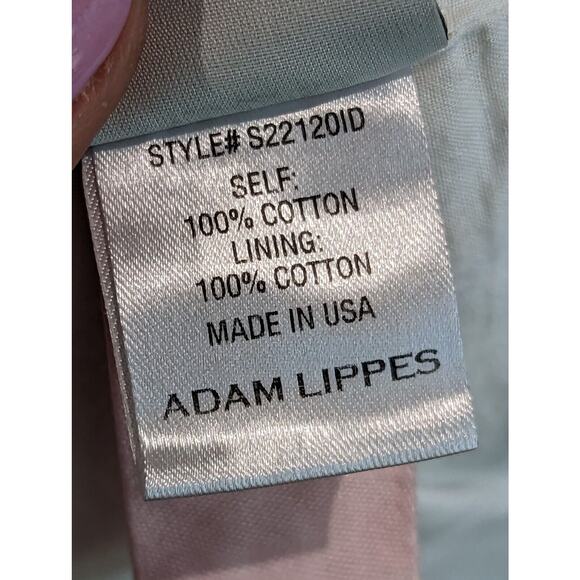 STYLE# S22120ID
SELF:
100% COTTON
LINING:
100% COTTON
MADE IN USA
ADAM LIPPES